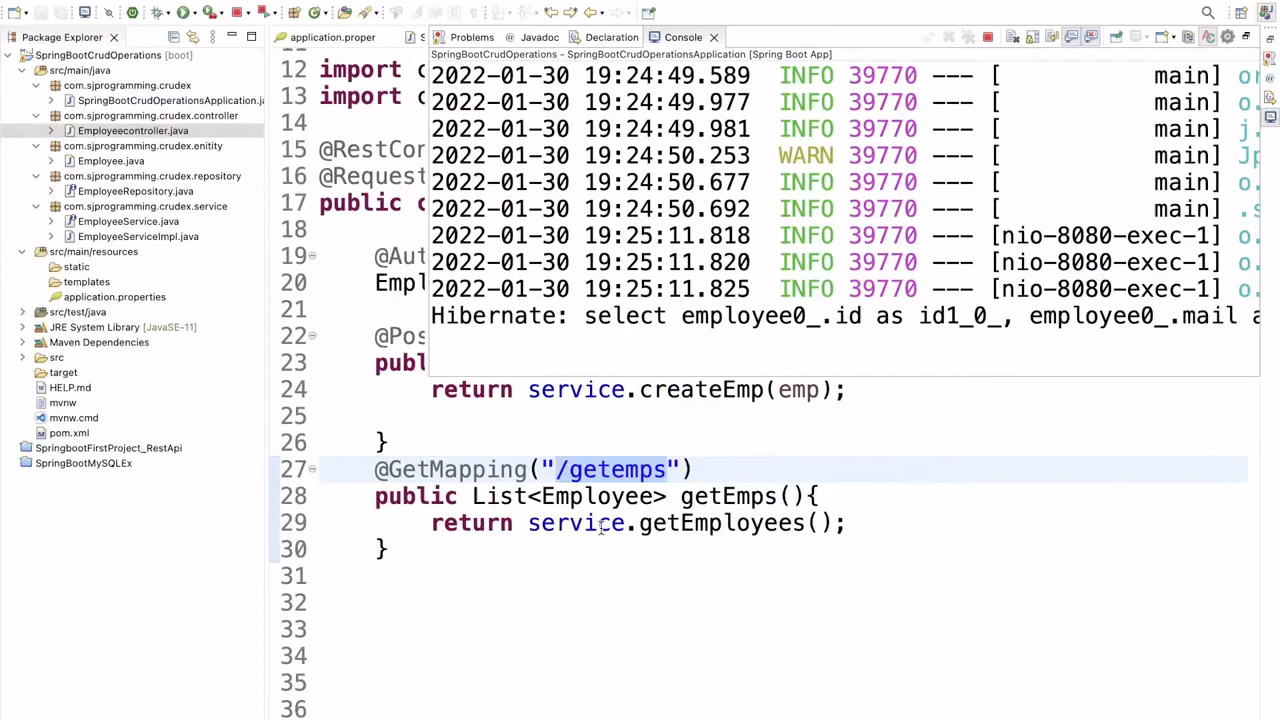 Package Explorer
SpringBootCrudOperations [boot]
src/main/java
com.sjprogramming.crudex
SpringBootCrudOperationsApplication.ja
com.sjprogramming.crudex.controller
Employeecontroller.java
com.sjprogramming.crudex.enitity
Employee.java
com.sjprogramming.crudex.repository
EmployeeRepository.java
com.sjprogramming.crudex.service
EmployeeService.java
EmployeeServiceImpl.java
src/main/resources
static
templates
application.properties
src/test/java
JRE System Library [JavaSE-11]
Maven Dependencies
src
target
HELP.md
mvnw
mvnw.cmd
pom.xml
SpringbootFirstProject_RestApi
SpringBootMySQLEx
application.proper
Problems @ Javadoc Declaration Console
SpringBootCrudOperations - SpringBootCrudOperationsApplication [Spring Boot App]
2022-01-30 19:24:49.589 INFO 39770 --- [ main] or
2022-01-30 19:24:49.977 INFO 39770 --- [ main] o.
2022-01-30 19:24:49.981 INFO 39770 --- [ main] j.
2022-01-30 19:24:50.253 WARN 39770 --- [ main] Jp
2022-01-30 19:24:50.677 INFO 39770 --- [ main] o.
2022-01-30 19:24:50.692 INFO 39770 --- [ main] .s
2022-01-30 19:25:11.818 INFO 39770 --- [nio-8080-exec-1] o.
2022-01-30 19:25:11.820 INFO 39770 --- [nio-8080-exec-1] o.
2022-01-30 19:25:11.825 INFO 39770 --- [nio-8080-exec-1] o.
Hibernate: select employee0_.id as id1_0_, employee0_.mail a
12 import c
13 import c
14
15 @RestCon
16 @Request
17 public c
18
19 @Aut
20 Empl
21
22 @Pos
23 publ
24 return service.createEmp(emp);
25
26 }
27 @GetMapping("/getemps")
28 public List<Employee> getEmps(){
29 return service.getEmployees();
30 }
31
32
33
34
35
36